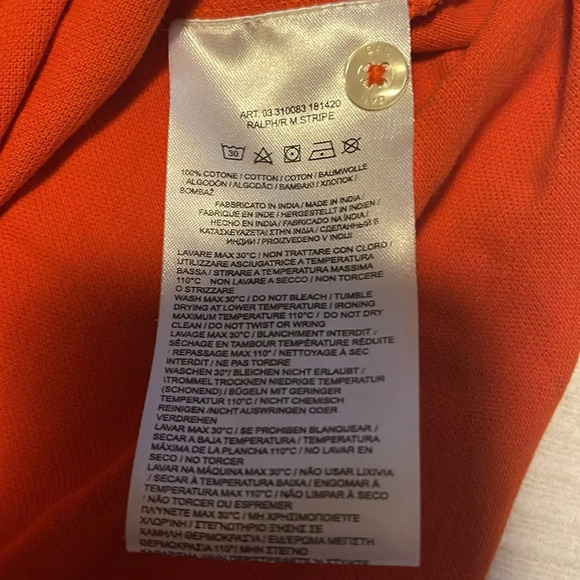 ART. 03 310083 181420
RALPH/R M.STRIPE
30
100% COTONE / COTTON / COTON / BAUMWOLLE
ALGODÓN / ALGODÃO / ΒΑΜΒΑΚΙ / ХЛОПОК /
BOMBAŽ
FABBRICATO IN INDIA / MADE IN INDIA /
FABRIQUÉ EN INDE / HERGESTELLT IN INDIEN /
HECHO EN INDIA / FABRICADO NA ÍNDIA /
ΚΑΤΑΣΚΕΥΑΖΕΤΑΙ ΣΤΗΝ ΙΝΔΙΑ / СДЕЛАННЫЙ В
ИНДИИ / PROIZVEDENO V INDIJI
LAVARE MAX 30°C / NON TRATTARE CON CLORO /
UTILIZZARE ASCIUGATRICE A TEMPERATURA
BASSA / STIRARE A TEMPERATURA MASSIMA
110°C NON LAVARE A SECCO / NON TORCERE
O STRIZZARE
WASH MAX 30°C / DO NOT BLEACH / TUMBLE
DRYING AT LOWER TEMPERATURE / IRONING
MAXIMUM TEMPERATURE 110°C / DO NOT DRY
CLEAN / DO NOT TWIST OR WRING
LAVAGE MAX 30°C / BLANCHIMENT INTERDIT /
SÉCHAGE EN TAMBOUR TEMPÉRATURE RÉDUITE
/ REPASSAGE MAX 110° / NETTOYAGE À SEC
INTERDIT / NE PAS TORDRE
WASCHEN 30°/ BLEICHEN NICHT ERLAUBT /
TROMMEL TROCKNEN NIEDRIGE TEMPERATUR
(SCHONEND) / BÜGELN MIT GERINGER
TEMPERATUR 110°C / NICHT CHEMISCH
REINIGEN /NICHT AUSWRINGEN ODER
VERDREHEN
LAVAR MAX 30°C / SE PROHIBEN BLANQUEAR /
SECAR A BAJA TEMPERATURA / TEMPERATURA
MÁXIMA DE LA PLANCHA 110°C / NO LAVAR EN
SECO / NO TORCER
LAVAR NA MÁQUINA MAX 30°C / NÃO USAR LIXIVIA
/ SECAR À TEMPERATURA BAIXA / ENGOMAR À
TEMPERATURA MAX 110°C / NÃO LIMPAR À SECO
/ NÃO TORCER OU ESPREMER
ΠΛΥΝΕΤΕ MAX 30°C / ΜΗ ΧΡΗΣΙΜΟΠΟΙΕΙΤΕ
ΧΛΩΡΙΝΗ / ΣΤΕΓΝΩΤΗΡΙΟ ΞΗΡΑΣ ΣΕ
ΧΑΜΗΛΗ ΘΕΡΜΟΚΡΑΣΙΑ / ΣΙΔΕΡΩΜΑ ΜΕΓΙΣΤΗ
ΘΕΡΜΟΚΡΑΣΙΑ 110° / ΜΗΝ ΣΤΕΓΝΟ